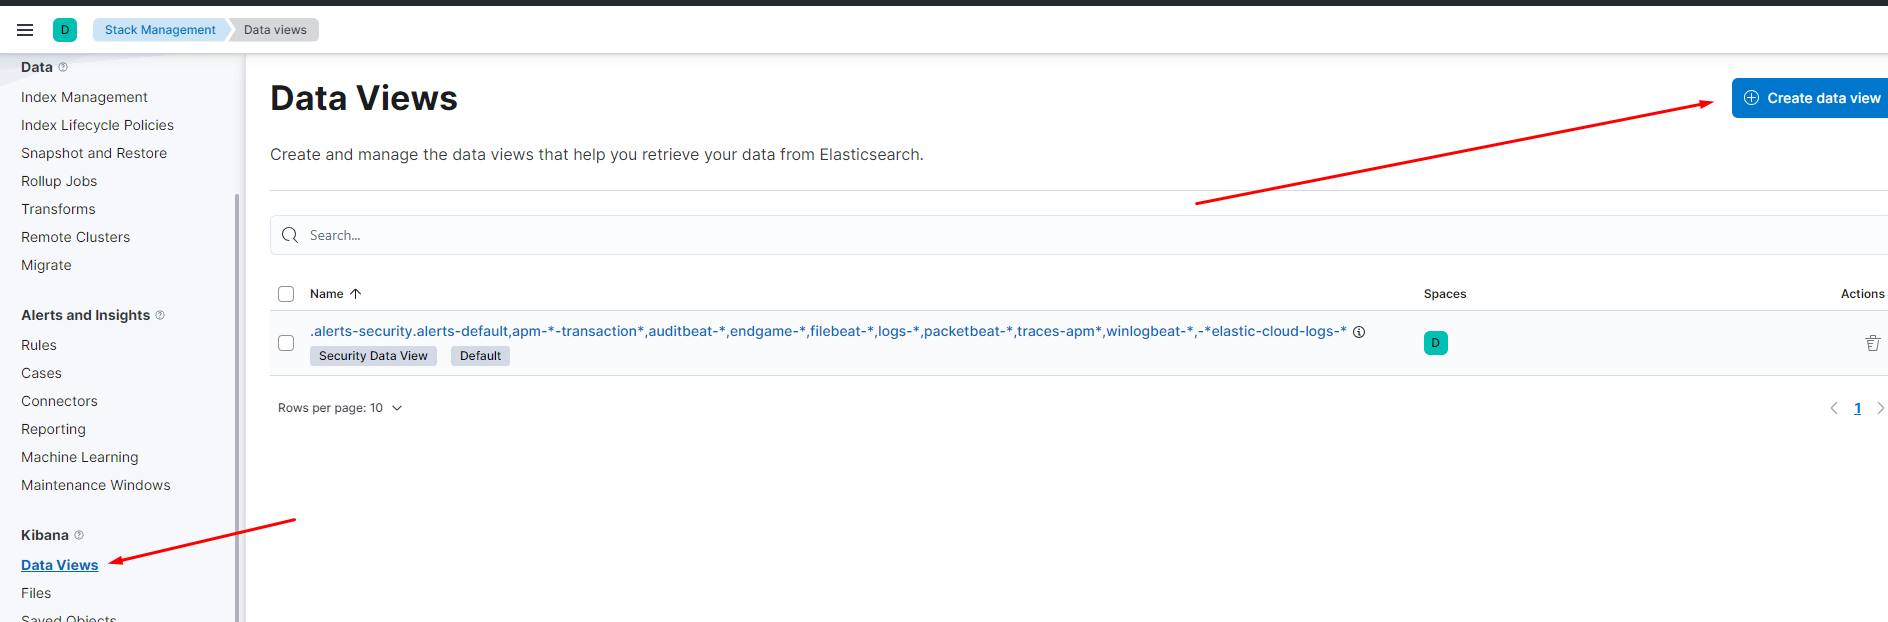 D Stack Management Data views
Data
Index Management
Index Lifecycle Policies
Snapshot and Restore
Rollup Jobs
Transforms
Remote Clusters
Migrate
Alerts and Insights
Rules
Cases
Connectors
Reporting
Machine Learning
Maintenance Windows
Kibana
Data Views
Files
Saved Objects
Data Views
Create data view
Create and manage the data views that help you retrieve your data from Elasticsearch.
Search...
Name Spaces Actions
.alerts-security.alerts-default,apm-*-transaction*,auditbeat-*,endgame-*,filebeat-*,logs-*,packetbeat-*,traces-apm*,winlogbeat-*,-*elastic-cloud-logs-*
Security Data View Default
D
Rows per page: 10
1